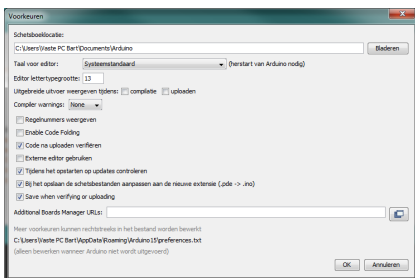 Voorkeuren
Schetsboeklocatie:
C:\Users\Vaste PC Bart\Documents\Arduino
Bladeren
Taal voor editor: Systeemstandaard (herstart van Arduino nodig)
Editor lettertypegrootte: 13
Uitgebreide uitvoer weergeven tijdens: compilatie uploaden
Compiler warnings: None
Regelnummers weergeven
Enable Code Folding
Code na uploaden verifiëren
Externe editor gebruiken
Tijdens het opstarten op updates controleren
Bij het opslaan de schetsbestanden aanpassen aan de nieuwe extensie (.pde -> .ino)
Save when verifying or uploading
Additional Boards Manager URLs:
Meer voorkeuren kunnen rechtstreeks in het bestand worden bewerkt
C:\Users\Vaste PC Bart\AppData\Roaming\Arduino15\preferences.txt
(alleen bewerken wanneer Arduino niet wordt uitgevoerd)
OK Annuleren